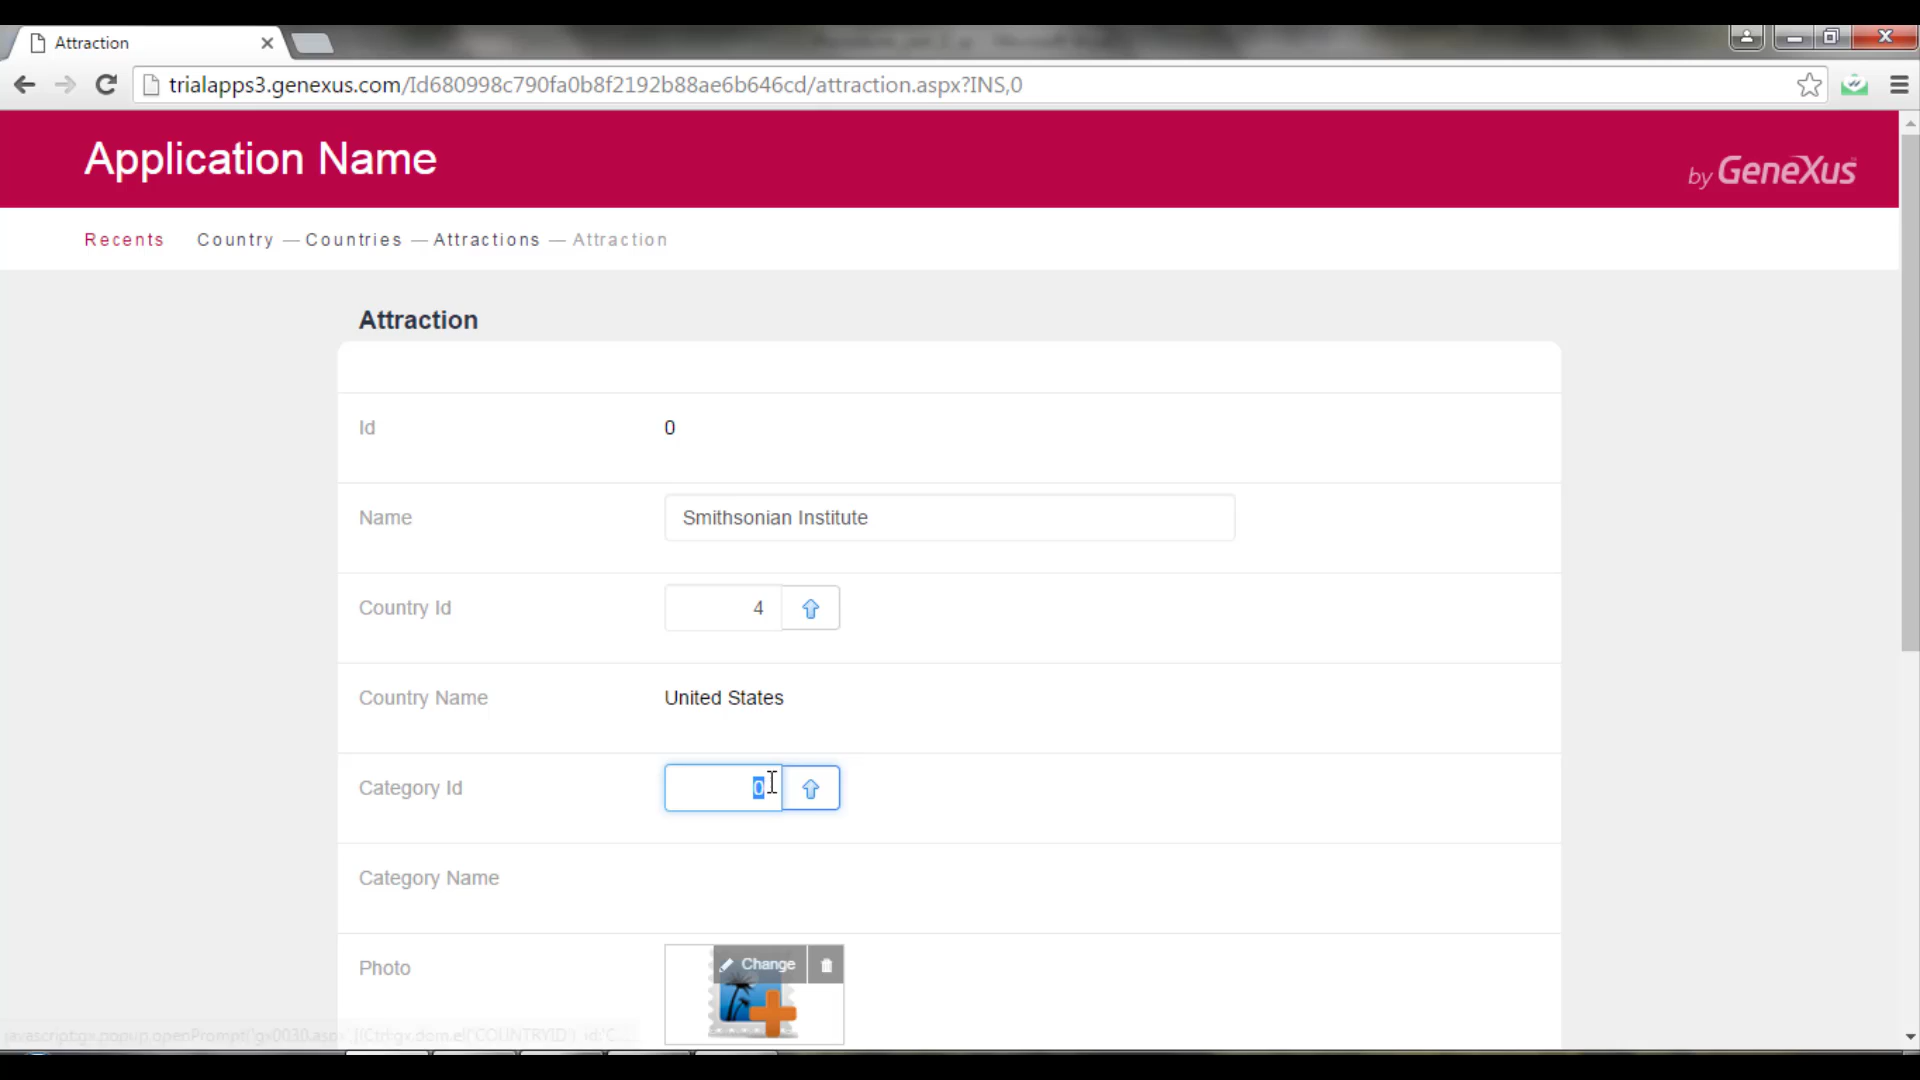 Attraction
trialapps3.genexus.com/Id680998c790fa0b8f2192b88ae6b646cd/attraction.aspx?INS,0
Application Name
by GeneXus
Recents Country — Countries — Attractions — Attraction
Attraction
Id 0
Name Smithsonian Institute
Country Id 4
Country Name United States
Category Id 0
Category Name
Photo Change